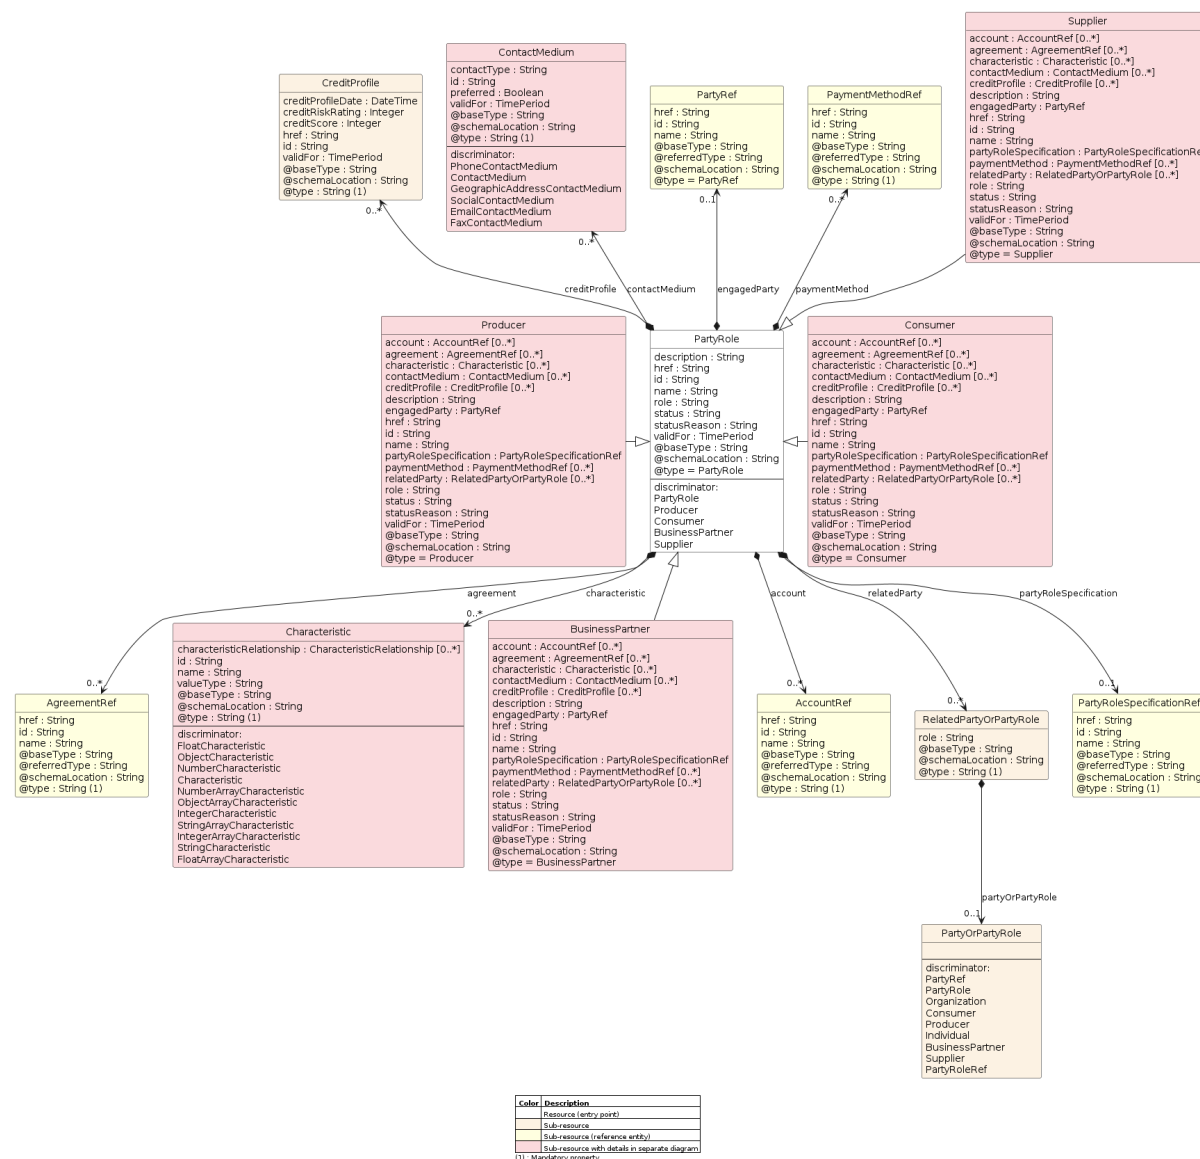 Supplier
account : AccountRef [0..*]
agreement : AgreementRef [0..*]
characteristic : Characteristic [0..*]
contactMedium : ContactMedium [0..*]
creditProfile : CreditProfile [0..*]
description : String
engagedParty : PartyRef
href : String
id : String
name : String
partyRoleSpecification : PartyRoleSpecificationRe
paymentMethod : PaymentMethodRef [0..*]
relatedParty : RelatedPartyOrPartyRole [0..*]
role : String
status : String
statusReason : String
validFor : TimePeriod
@baseType : String
@schemaLocation : String
@type = Supplier
ContactMedium
contactType : String
id : String
preferred : Boolean
validFor : TimePeriod
@baseType : String
@schemaLocation : String
@type : String (1)
discriminator:
PhoneContactMedium
ContactMedium
GeographicAddressContactMedium
SocialContactMedium
EmailContactMedium
FaxContactMedium
CreditProfile
creditProfileDate : DateTime
creditRiskRating : Integer
creditScore : Integer
href : String
id : String
validFor : TimePeriod
@baseType : String
@schemaLocation : String
@type : String (1)
PartyRef
href : String
id : String
name : String
@baseType : String
@referredType : String
@schemaLocation : String
@type = PartyRef
PaymentMethodRef
href : String
id : String
name : String
@baseType : String
@referredType : String
@schemaLocation : String
@type : String (1)
0..*
0..*
0..1
0..*
creditProfile
contactMedium
engagedParty
paymentMethod
Producer
account : AccountRef [0..*]
agreement : AgreementRef [0..*]
characteristic : Characteristic [0..*]
contactMedium : ContactMedium [0..*]
creditProfile : CreditProfile [0..*]
description : String
engagedParty : PartyRef
href : String
id : String
name : String
partyRoleSpecification : PartyRoleSpecificationRef
paymentMethod : PaymentMethodRef [0..*]
relatedParty : RelatedPartyOrPartyRole [0..*]
role : String
status : String
statusReason : String
validFor : TimePeriod
@baseType : String
@schemaLocation : String
@type = Producer
PartyRole
description : String
href : String
id : String
name : String
role : String
status : String
statusReason : String
validFor : TimePeriod
@baseType : String
@schemaLocation : String
@type = PartyRole
discriminator:
PartyRole
Producer
Consumer
BusinessPartner
Supplier
Consumer
account : AccountRef [0..*]
agreement : AgreementRef [0..*]
characteristic : Characteristic [0..*]
contactMedium : ContactMedium [0..*]
creditProfile : CreditProfile [0..*]
description : String
engagedParty : PartyRef
href : String
id : String
name : String
partyRoleSpecification : PartyRoleSpecificationRef
paymentMethod : PaymentMethodRef [0..*]
relatedParty : RelatedPartyOrPartyRole [0..*]
role : String
status : String
statusReason : String
validFor : TimePeriod
@baseType : String
@schemaLocation : String
@type = Consumer
agreement
characteristic
account
relatedParty
partyRoleSpecification
0..*
0..*
0..*
0..*
0..1
AgreementRef
href : String
id : String
name : String
@baseType : String
@referredType : String
@schemaLocation : String
@type : String (1)
Characteristic
characteristicRelationship : CharacteristicRelationship [0..*]
id : String
name : String
valueType : String
@baseType : String
@schemaLocation : String
@type : String (1)
discriminator:
FloatCharacteristic
ObjectCharacteristic
NumberCharacteristic
Characteristic
NumberArrayCharacteristic
ObjectArrayCharacteristic
IntegerCharacteristic
StringArrayCharacteristic
IntegerArrayCharacteristic
StringCharacteristic
FloatArrayCharacteristic
BusinessPartner
account : AccountRef [0..*]
agreement : AgreementRef [0..*]
characteristic : Characteristic [0..*]
contactMedium : ContactMedium [0..*]
creditProfile : CreditProfile [0..*]
description : String
engagedParty : PartyRef
href : String
id : String
name : String
partyRoleSpecification : PartyRoleSpecificationRef
paymentMethod : PaymentMethodRef [0..*]
relatedParty : RelatedPartyOrPartyRole [0..*]
role : String
status : String
statusReason : String
validFor : TimePeriod
@baseType : String
@schemaLocation : String
@type = BusinessPartner
AccountRef
href : String
id : String
name : String
@baseType : String
@referredType : String
@schemaLocation : String
@type : String (1)
RelatedPartyOrPartyRole
role : String
@baseType : String
@schemaLocation : String
@type : String (1)
PartyRoleSpecificationRef
href : String
id : String
name : String
@baseType : String
@referredType : String
@schemaLocation : String
@type : String (1)
partyOrPartyRole
0..1
PartyOrPartyRole
discriminator:
PartyRef
PartyRole
Organization
Consumer
Producer
Individual
BusinessPartner
Supplier
PartyRoleRef
Color Description
Resource (entry point)
Sub-resource
Sub-resource (reference entity)
Sub-resource with details in separate diagram
(1) : Mandatory property